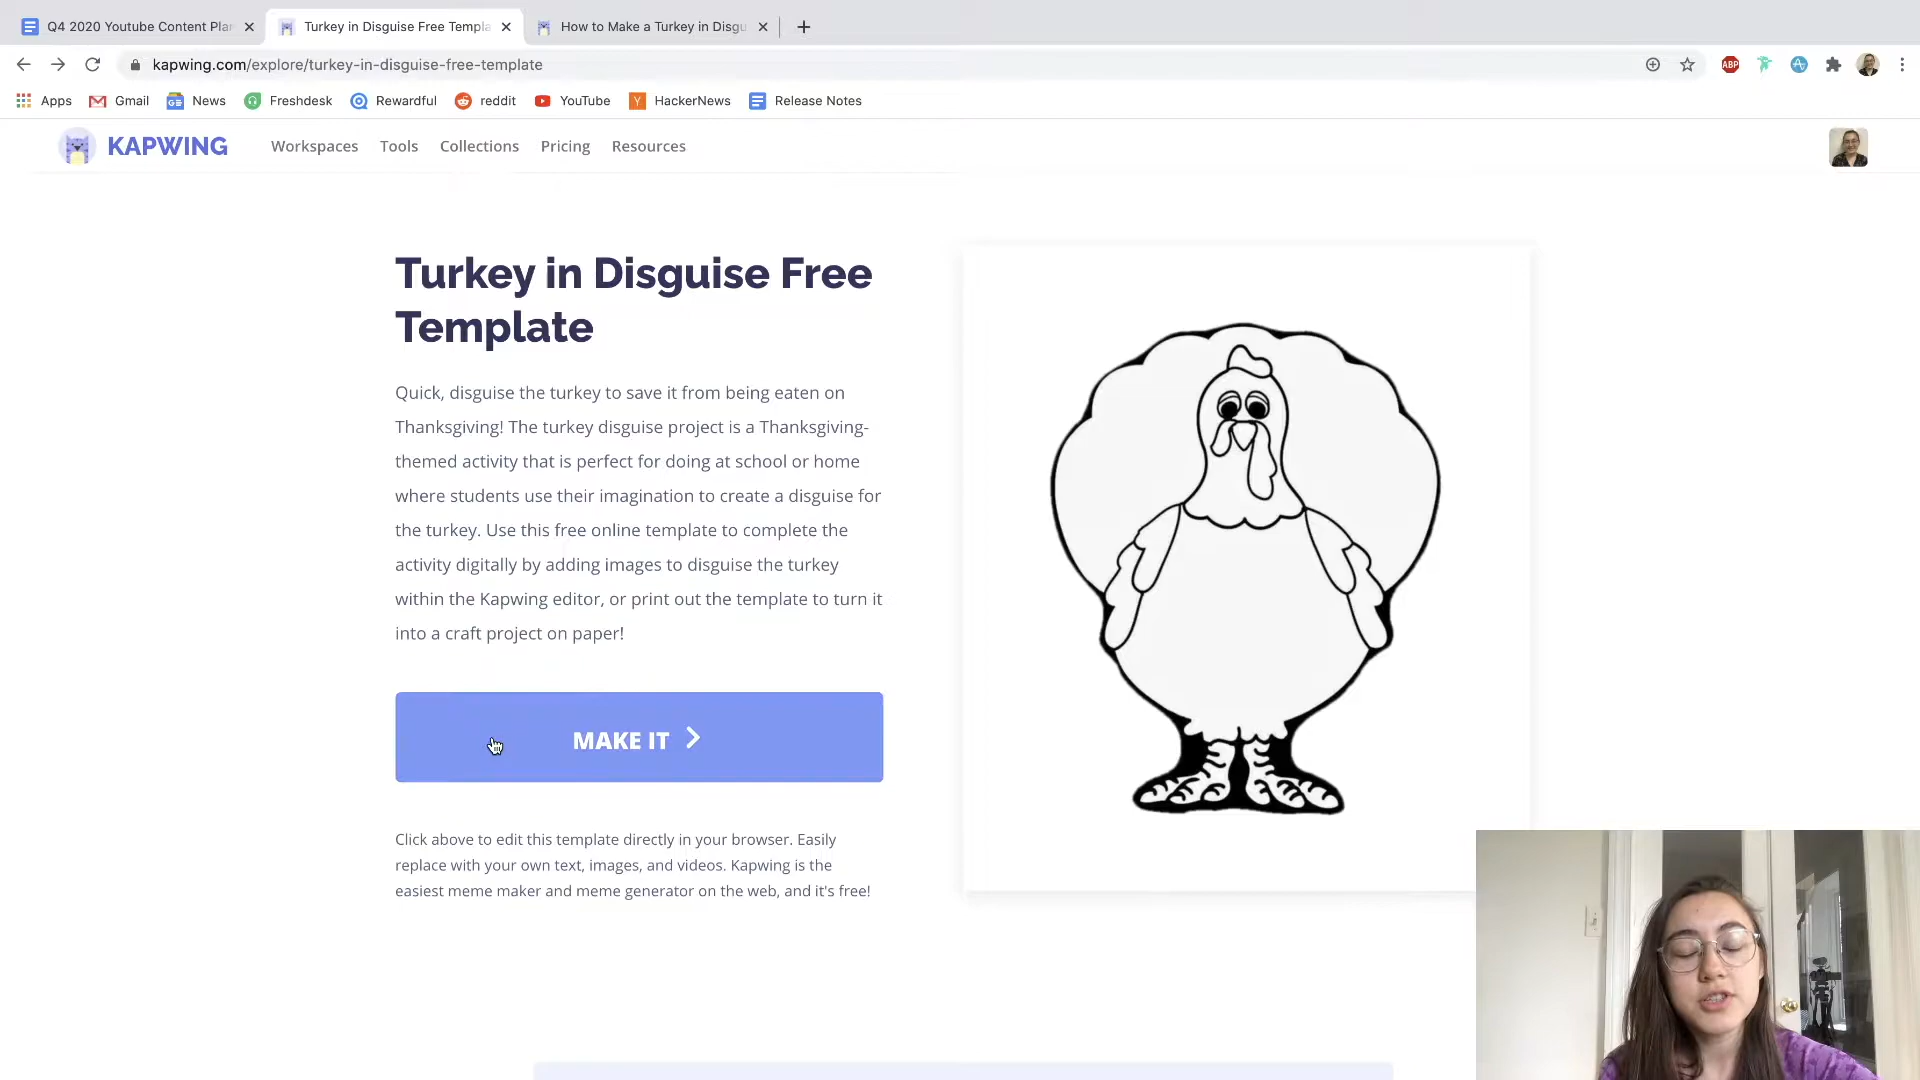 Q4 2020 Youtube Content Plan
Turkey in Disguise Free Templa
How to Make a Turkey in Disgu
kapwing.com/explore/turkey-in-disguise-free-template
ABP
Apps
Gmail
News
Freshdesk
Rewardful
reddit
YouTube
HackerNews
Release Notes
KAPWING
Workspaces
Tools
Collections
Pricing
Resources
Turkey in Disguise Free
Template
Quick, disguise the turkey to save it from being eaten on
Thanksgiving! The turkey disguise project is a Thanksgiving-
themed activity that is perfect for doing at school or home
where students use their imagination to create a disguise for
the turkey. Use this free online template to complete the
activity digitally by adding images to disguise the turkey
within the Kapwing editor, or print out the template to turn it
into a craft project on paper!
MAKE IT
Click above to edit this template directly in your browser. Easily
replace with your own text, images, and videos. Kapwing is the
easiest meme maker and meme generator on the web, and it's free!